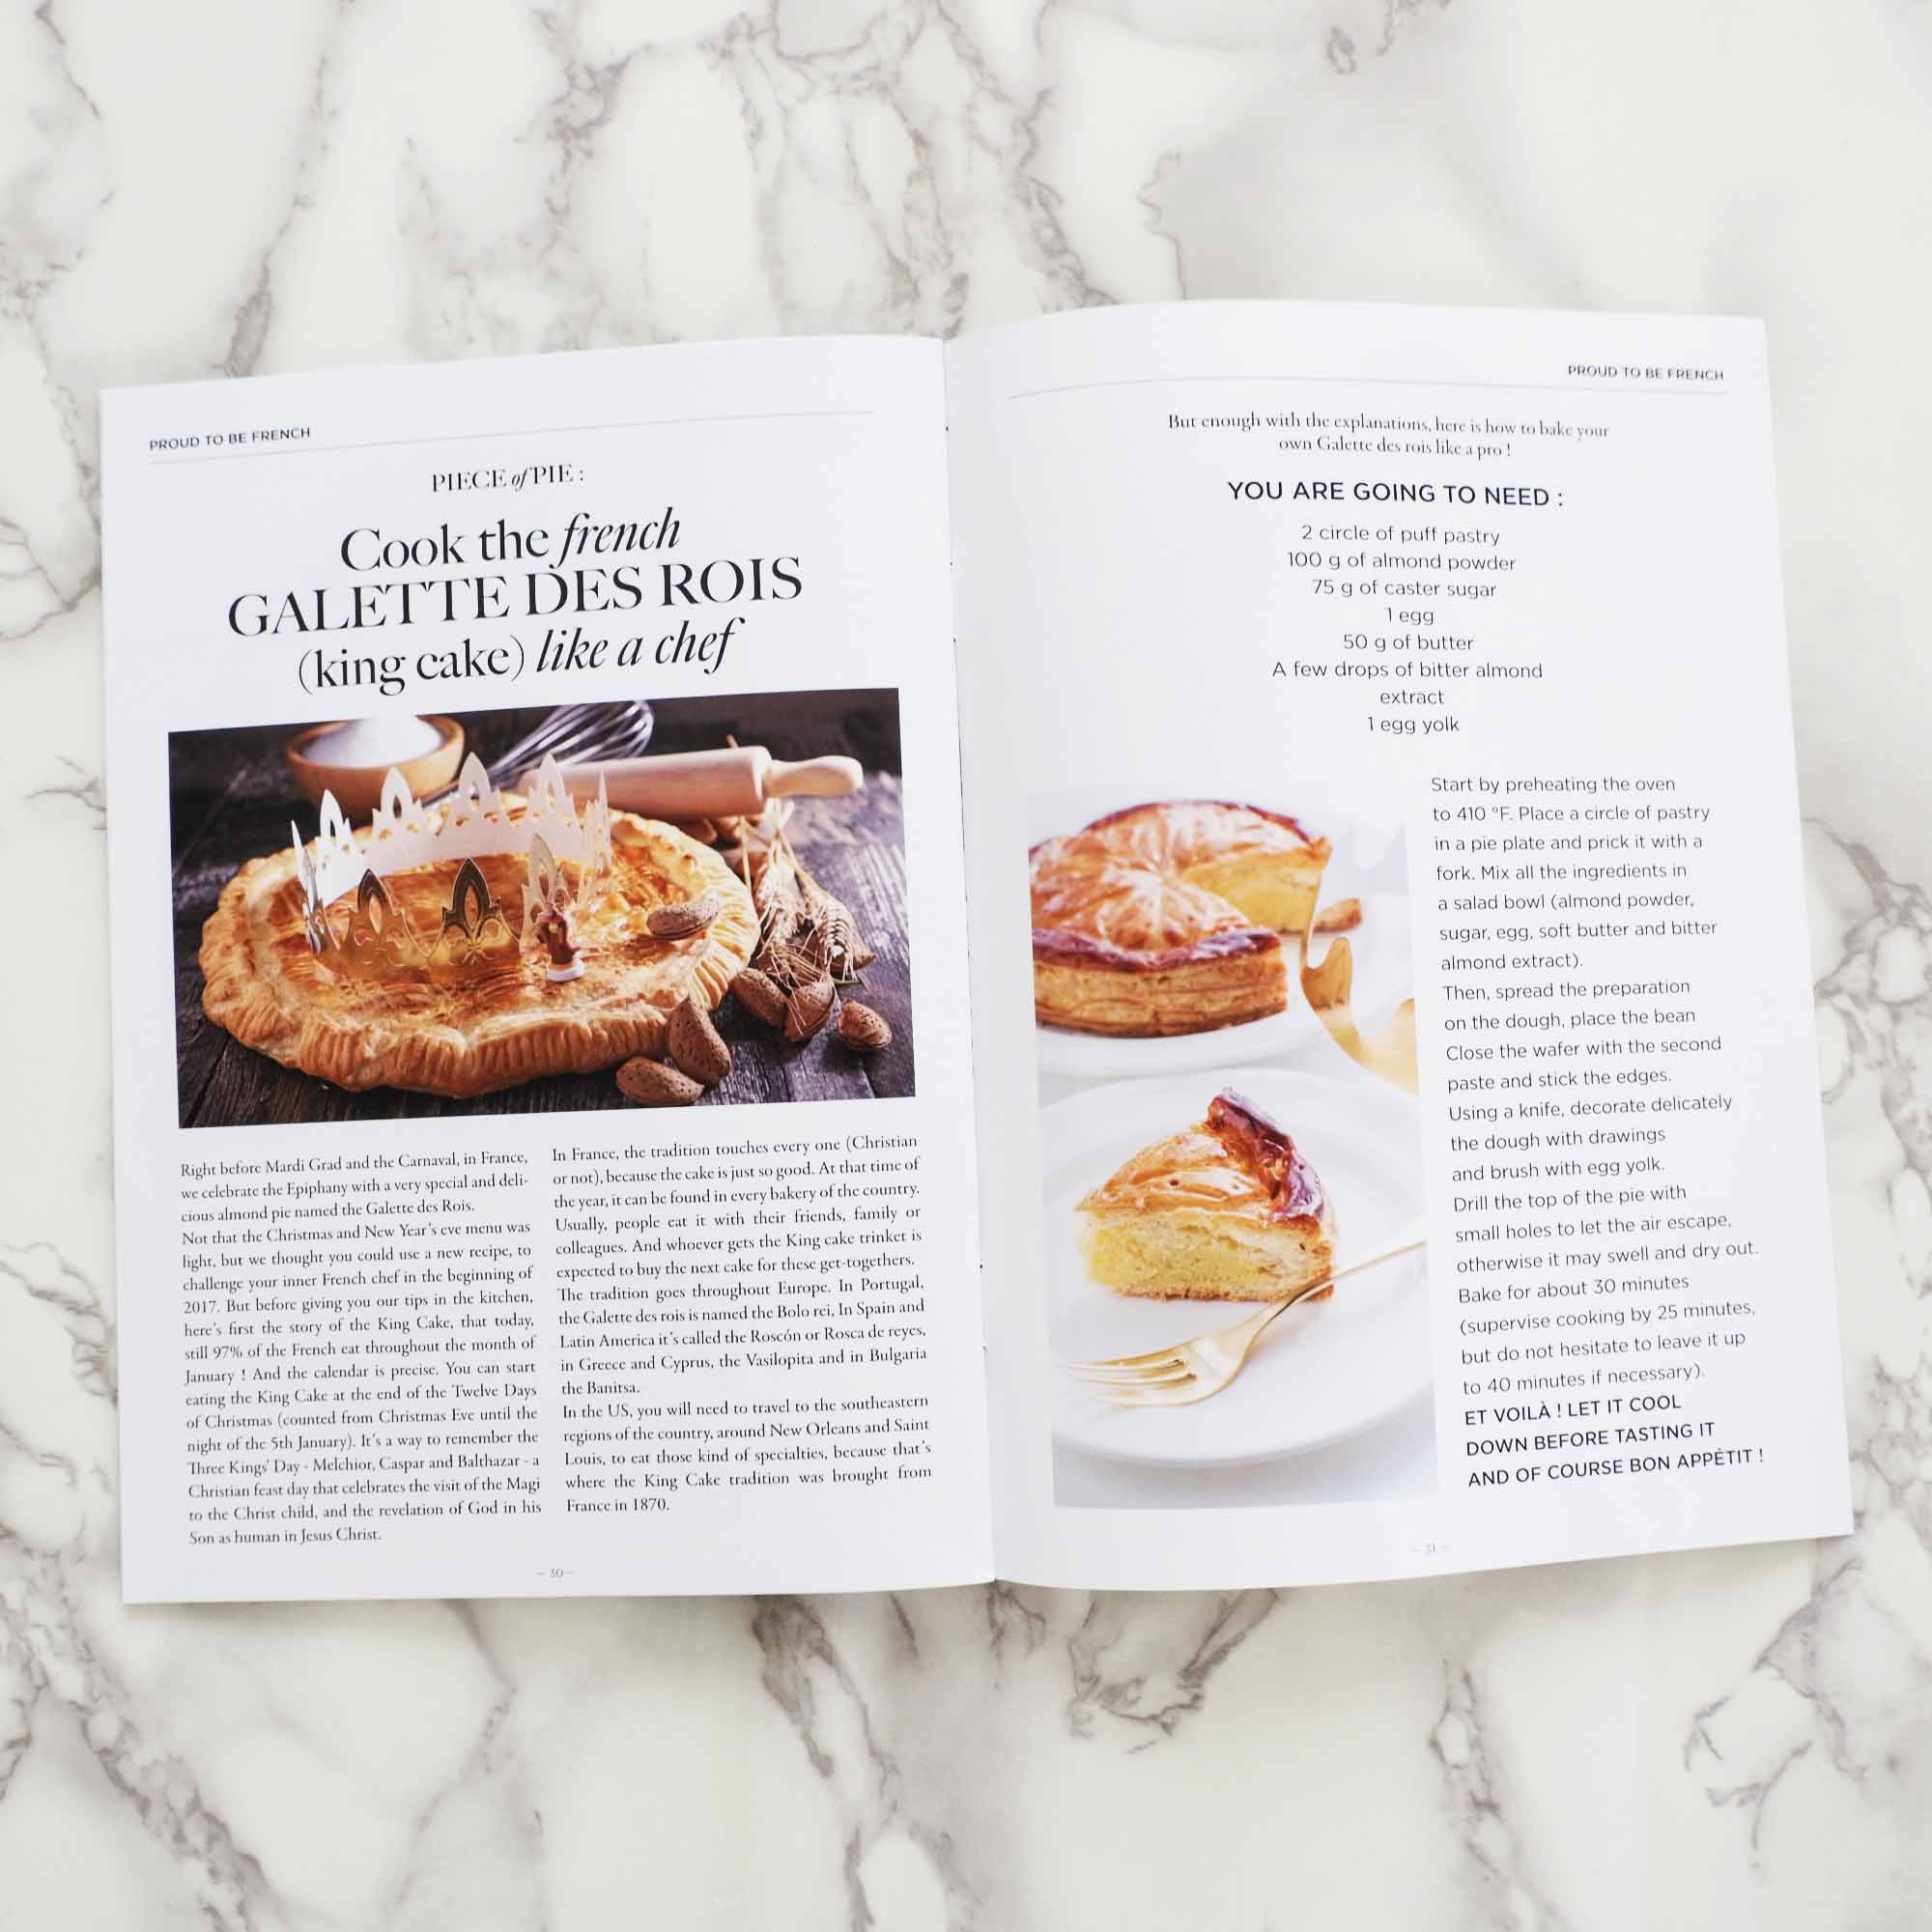 PROUD TO BE FRENCH
PIECE of PIE :
Cook the french
GALETTE DES ROIS
(king cake) like a chef
Right before Mardi Grad and the Carnaval, in France,
we celebrate the Epiphany with a very special and deli-
cious almond pie named the Galette des Rois.
Not that the Christmas and New Year's eve menu was
light, but we thought you could use a new recipe, to
challenge your inner French chef in the beginning of
2017. But before giving you our tips in the kitchen,
here's first the story of the King Cake, that today,
still 97% of the French eat throughout the month of
January ! And the calendar is precise. You can start
eating the King Cake at the end of the Twelve Days
of Christmas (counted from Christmas Eve until the
night of the 5th January). It's a way to remember the
Three Kings' Day - Melchior, Caspar and Balthazar - a
Christian feast day that celebrates the visit of the Magi
to the Christ child, and the revelation of God in his
Son as human in Jesus Christ.
In France, the tradition touches every one (Christian
or not), because the cake is just so good. At that time of
the year, it can be found in every bakery of the country.
Usually, people eat it with their friends, family or
colleagues. And whoever gets the King cake trinket is
expected to buy the next cake for these get-togethers.
The tradition goes throughout Europe. In Portugal,
the Galette des rois is named the Bolo rei, In Spain and
Latin America it's called the Roscón or Rosca de reyes,
in Greece and Cyprus, the Vasilopita and in Bulgaria
the Banitsa.
In the US, you will need to travel to the southeastern
regions of the country, around New Orleans and Saint
Louis, to eat those kind of specialties, because that's
where the King Cake tradition was brought from
France in 1870.
– 30 –
PROUD TO BE FRENCH
But enough with the explanations, here is how to bake your
own Galette des rois like a pro !
YOU ARE GOING TO NEED :
2 circle of puff pastry
100 g of almond powder
75 g of caster sugar
1 egg
50 g of butter
A few drops of bitter almond
extract
1 egg yolk
Start by preheating the oven
to 410 °F. Place a circle of pastry
in a pie plate and prick it with a
fork. Mix all the ingredients in
a salad bowl (almond powder,
sugar, egg, soft butter and bitter
almond extract).
Then, spread the preparation
on the dough, place the bean
Close the wafer with the second
paste and stick the edges.
Using a knife, decorate delicately
the dough with drawings
and brush with egg yolk.
Drill the top of the pie with
small holes to let the air escape,
otherwise it may swell and dry out.
Bake for about 30 minutes
(supervise cooking by 25 minutes,
but do not hesitate to leave it up
to 40 minutes if necessary).
ET VOILÀ ! LET IT COOL
DOWN BEFORE TASTING IT
AND OF COURSE BON APPÉTIT !
– 31 –